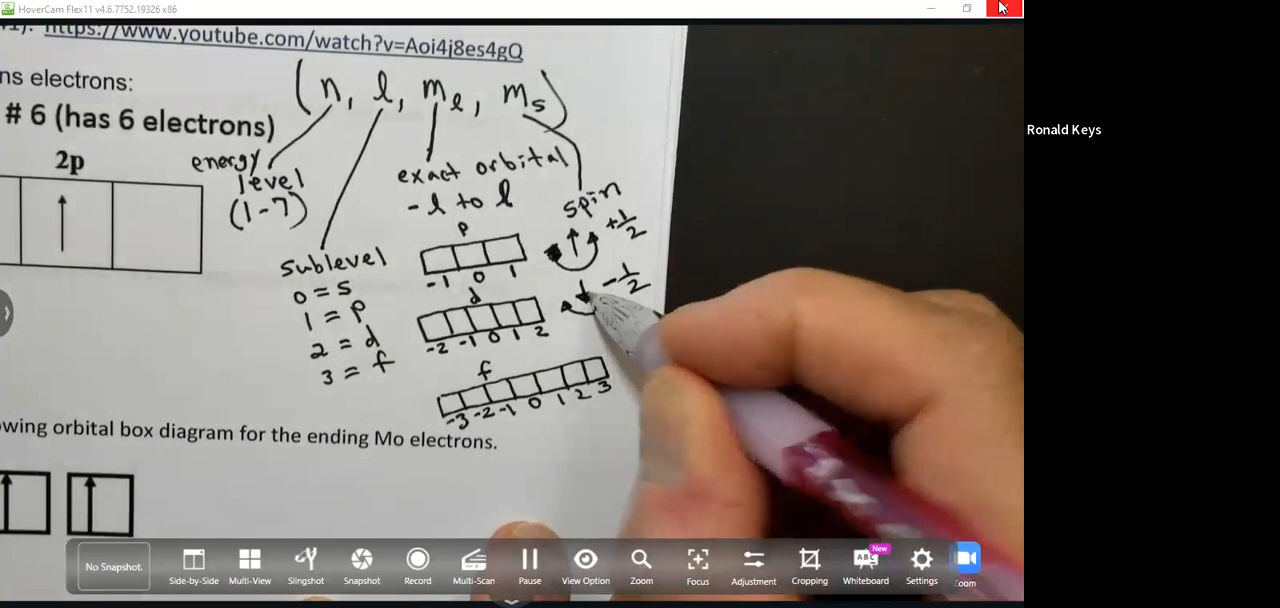 HoverCam Flex11 v4.6.7752.19326 x86
https://www.youtube.com/watch?v=Aoi4j8es4gQ
ns electrons:
(n, l, m_l, m_s)
# 6 (has 6 electrons)
2p
energy
level
(1-7)
exact orbital
-l to l
spin
+1/2
-1/2
sublevel
0 = s
1 = p
2 = d
3 = f
p
-1 0 1
d
-2 -1 0 1 2
f
-3 -2 -1 0 1 2 3
wing orbital box diagram for the ending Mo electrons.
Ronald Keys
No Snapshot.
Side-by-Side
Multi-View
Slingshot
Snapshot
Record
Multi-Scan
Pause
View Option
Zoom
Focus
Adjustment
Cropping
ABC
New
Whiteboard
Settings
Zoom